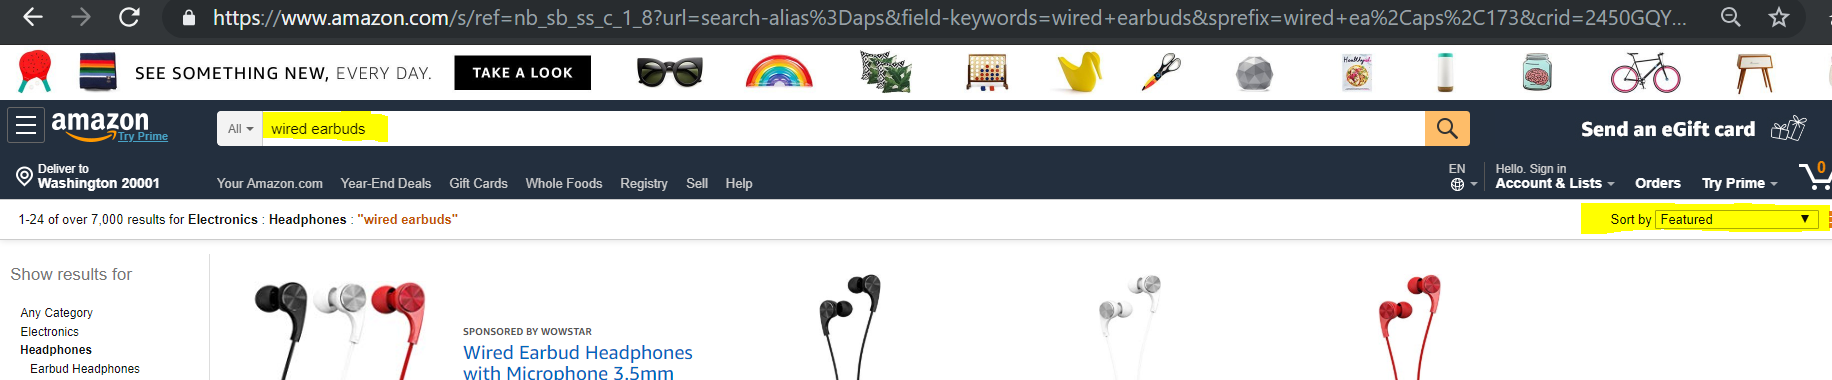 https://www.amazon.com/s/ref=nb_sb_ss_c_1_8?url=search-alias%3Daps&field-keywords=wired+earbuds&sprefix=wired+ea%2Caps%2C173&crid=2450GQY...
SEE SOMETHING NEW, EVERY DAY. TAKE A LOOK
Healthyish
amazon
Try Prime
All wired earbuds
Send an eGift card
Deliver to
Washington 20001
Your Amazon.com Year-End Deals Gift Cards Whole Foods Registry Sell Help
EN
Hello. Sign in
Account & Lists Orders Try Prime 0
1-24 of over 7,000 results for Electronics : Headphones : "wired earbuds"
Sort by Featured
Show results for
Any Category
Electronics
Headphones
Earbud Headphones
SPONSORED BY WOWSTAR
Wired Earbud Headphones
with Microphone 3.5mm